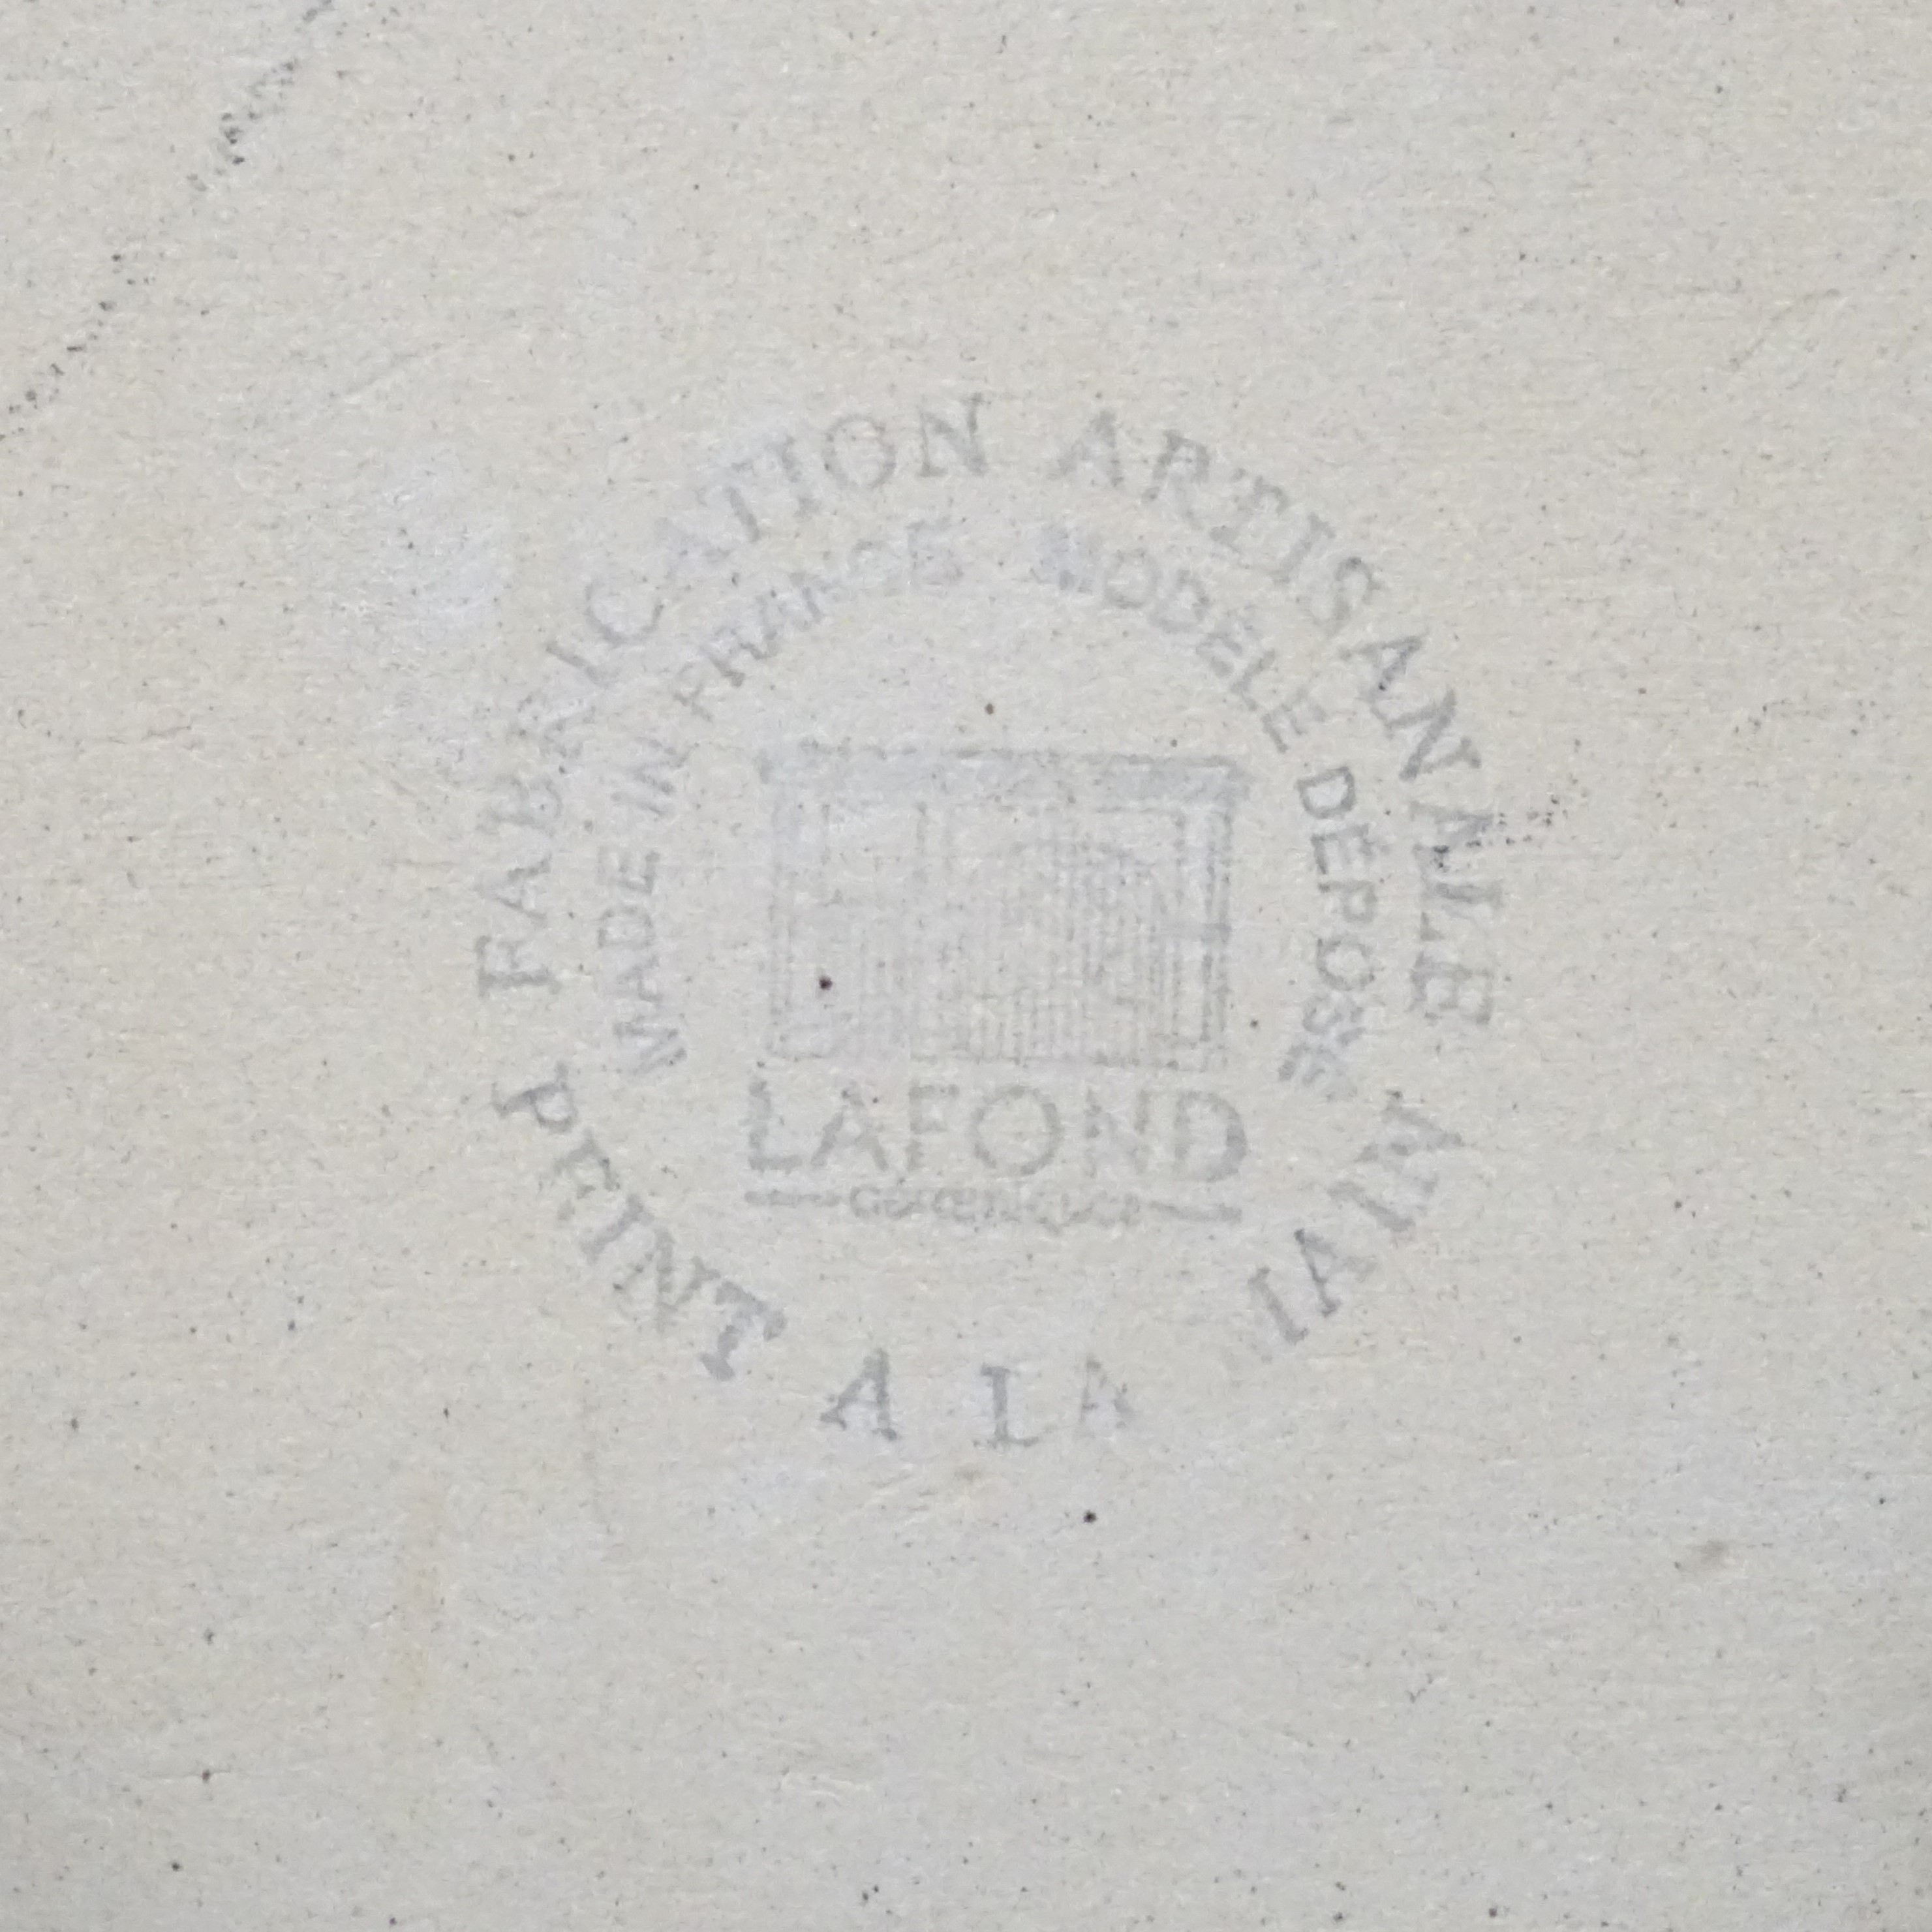 FABRICATION ARTISANALE
MADE IN FRANCE MODÈLE DÉPOSÉ
LAFOND
PEINT A LA MAIN